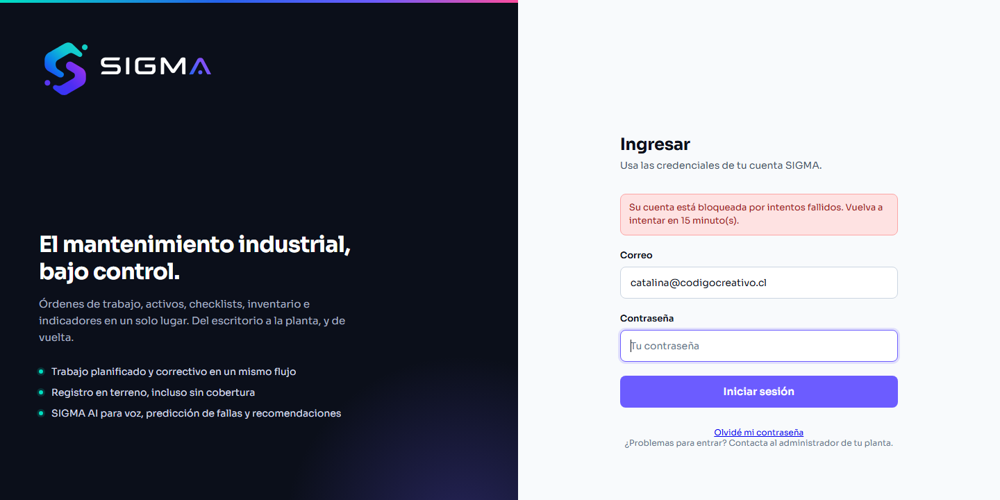 SIGMA
El mantenimiento industrial,
bajo control.
Órdenes de trabajo, activos, checklists, inventario e
indicadores en un solo lugar. Del escritorio a la planta, y de
vuelta.
Trabajo planificado y correctivo en un mismo flujo
Registro en terreno, incluso sin cobertura
SIGMA AI para voz, predicción de fallas y recomendaciones
Ingresar
Usa las credenciales de tu cuenta SIGMA.
Su cuenta está bloqueada por intentos fallidos. Vuelva a
intentar en 15 minuto(s).
Correo
catalina@codigocreativo.cl
Contraseña
Tu contraseña
Iniciar sesión
Olvidé mi contraseña
¿Problemas para entrar? Contacta al administrador de tu planta.